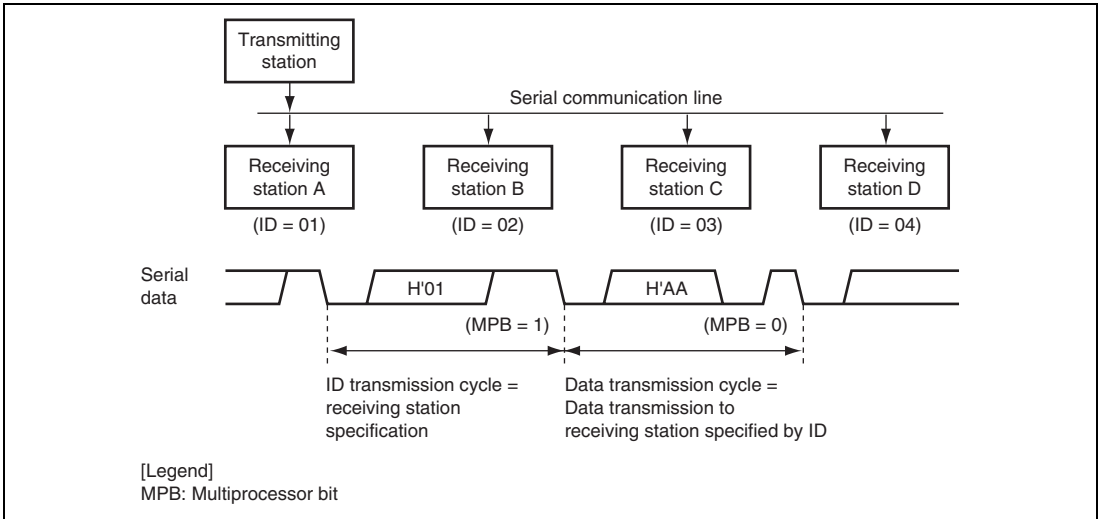 Transmitting
station
Serial communication line
Receiving
station A
Receiving
station B
Receiving
station C
Receiving
station D
(ID = 01)
(ID = 02)
(ID = 03)
(ID = 04)
Serial
data
H'01
H'AA
(MPB = 1)
(MPB = 0)
ID transmission cycle =
receiving station
specification
Data transmission cycle =
Data transmission to
receiving station specified by ID
[Legend]
MPB: Multiprocessor bit